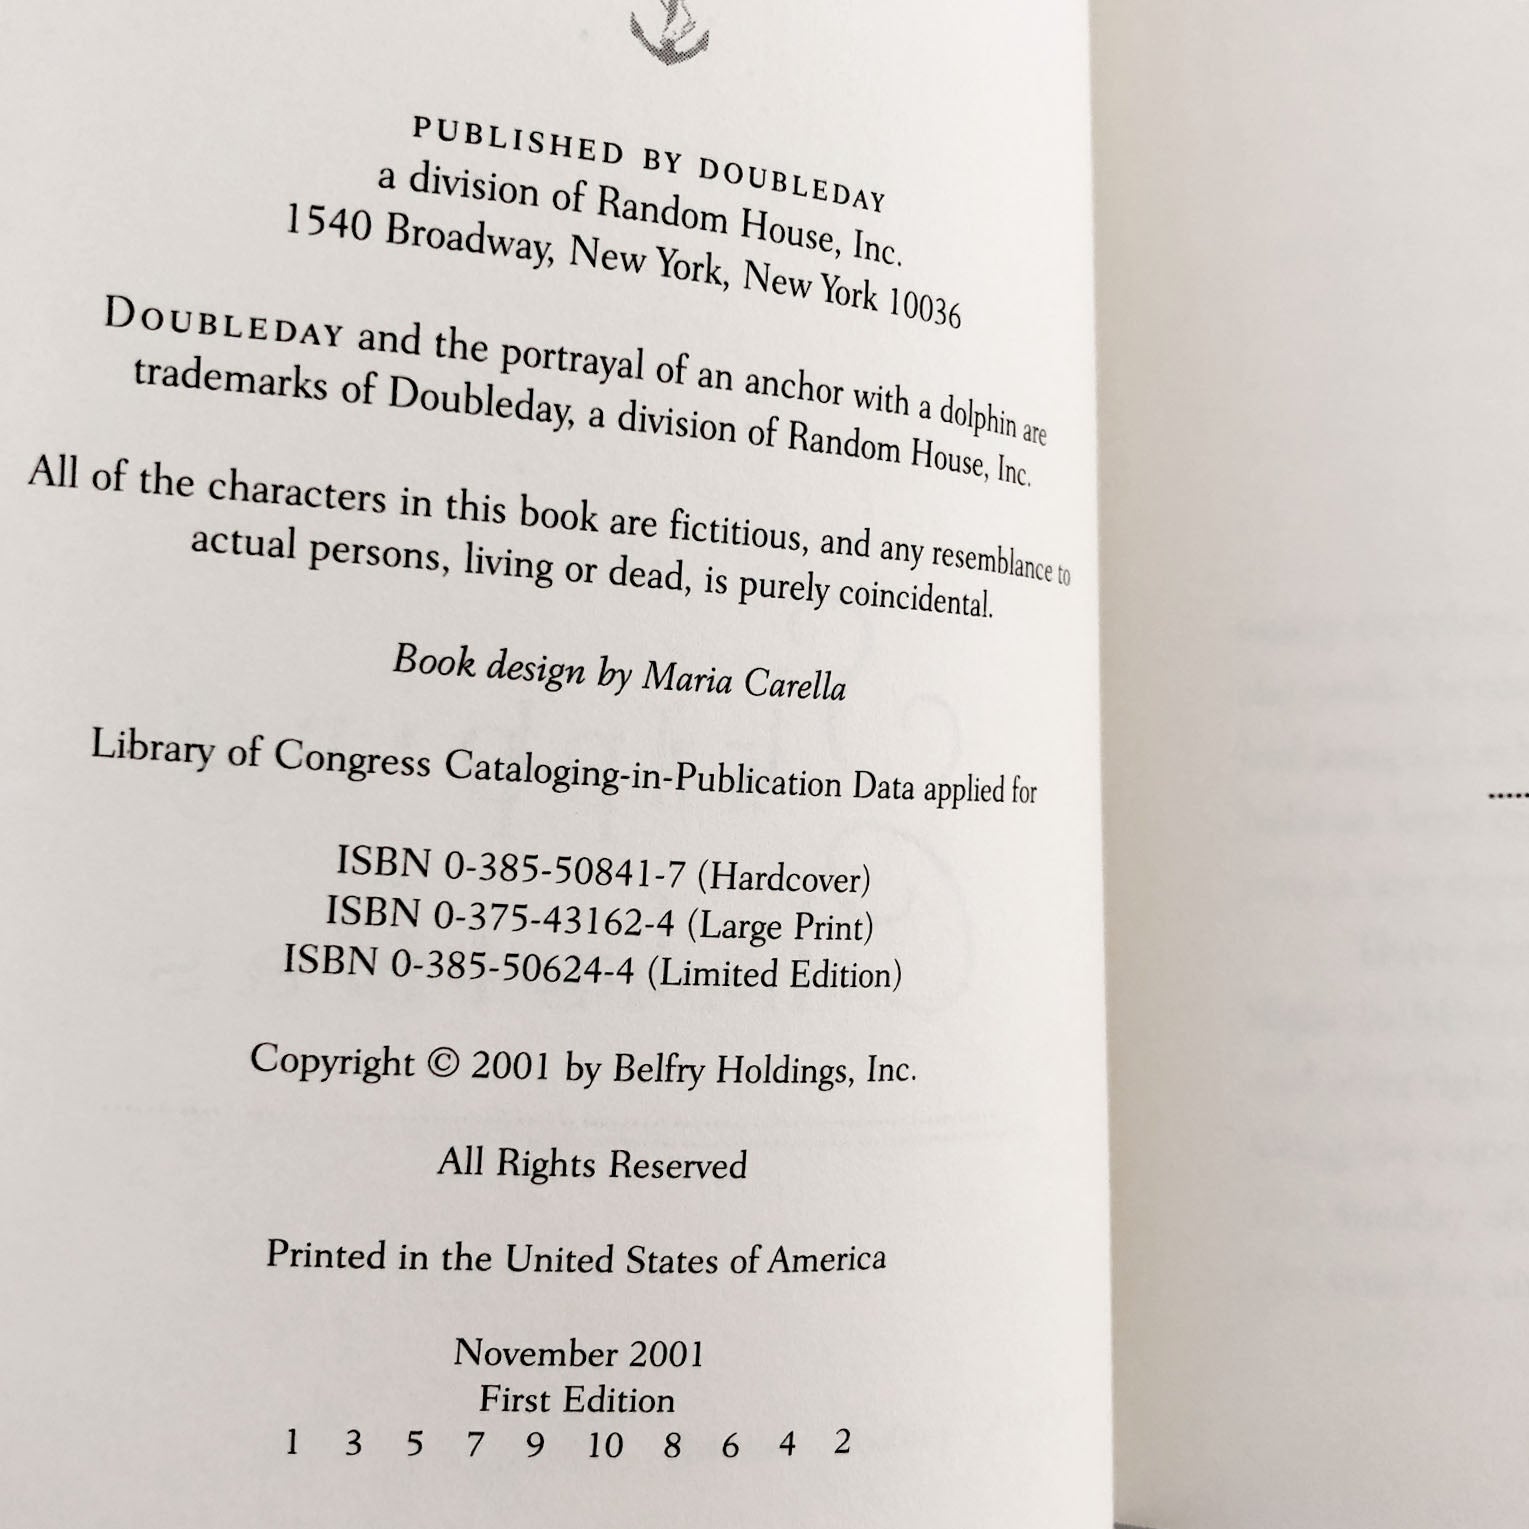 PUBLISHED BY DOUBLEDAY
a division of Random House, Inc.
1540 Broadway, New York, New York 10036
DOUBLEDAY and the portrayal of an anchor with a dolphin are
trademarks of Doubleday, a division of Random House, Inc.
All of the characters in this book are fictitious, and any resemblance to
actual persons, living or dead, is purely coincidental.
Book design by Maria Carella
Library of Congress Cataloging-in-Publication Data applied for
ISBN 0-385-50841-7 (Hardcover)
ISBN 0-375-43162-4 (Large Print)
ISBN 0-385-50624-4 (Limited Edition)
Copyright © 2001 by Belfry Holdings, Inc.
All Rights Reserved
Printed in the United States of America
November 2001
First Edition
1 3 5 7 9 10 8 6 4 2